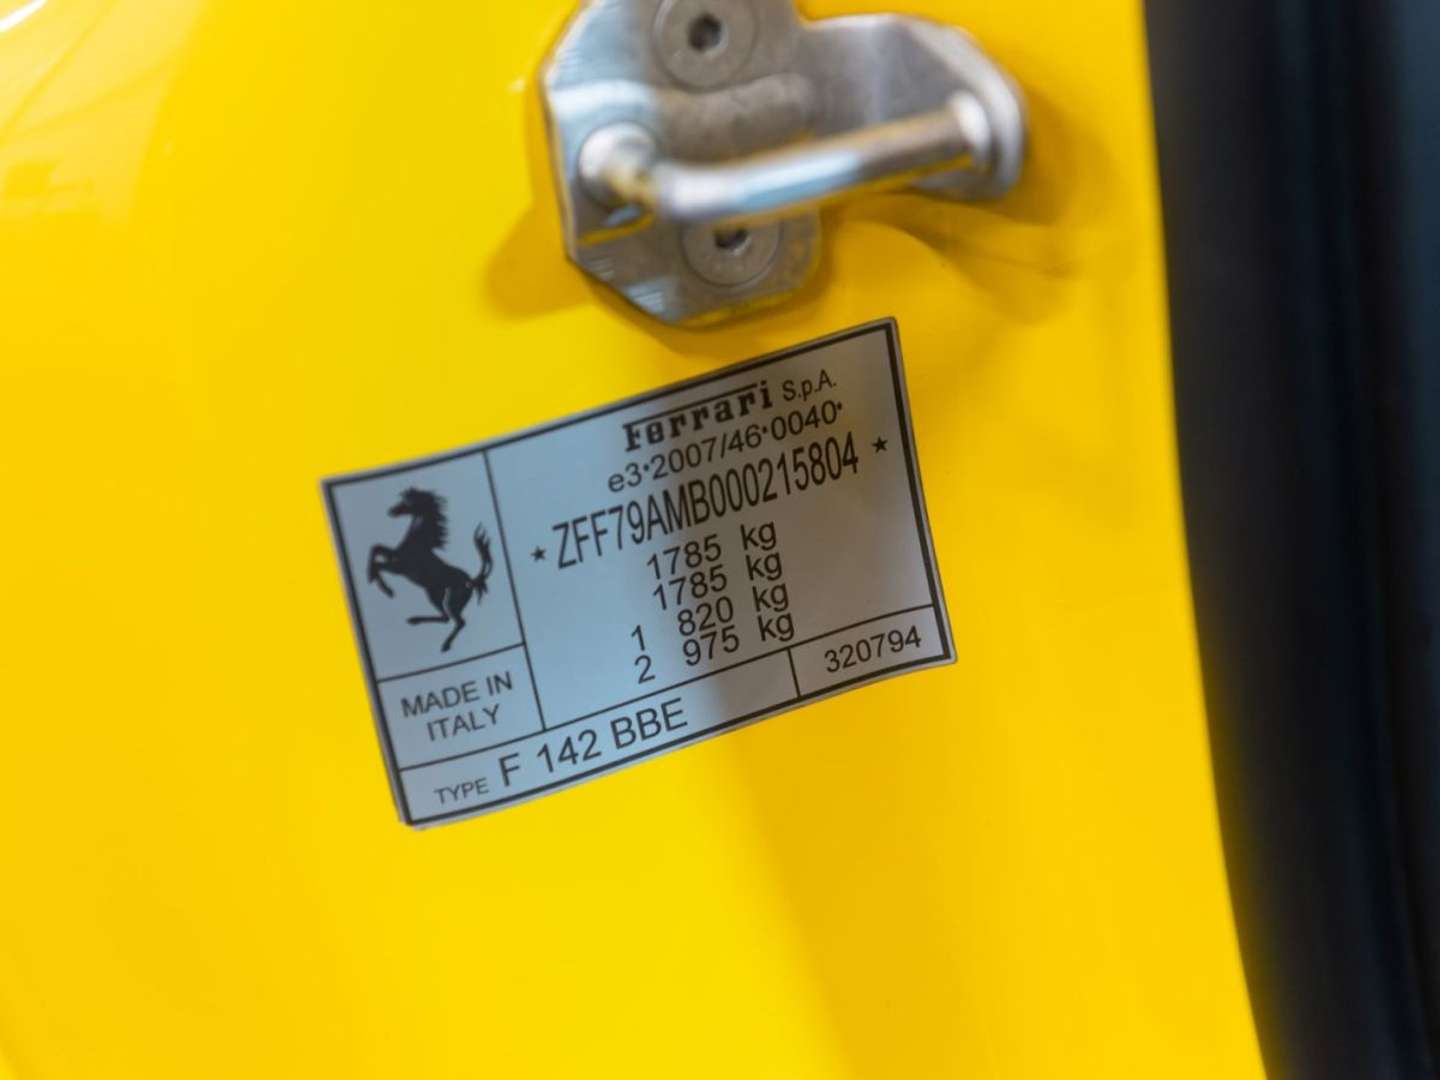 Ferrari S.p.A.
e3*2007/46*0040*
* ZFF79AMB000215804 *
1785 kg
1785 kg
1 820 kg
2 975 kg
MADE IN
ITALY
TYPE F 142 BBE
320794